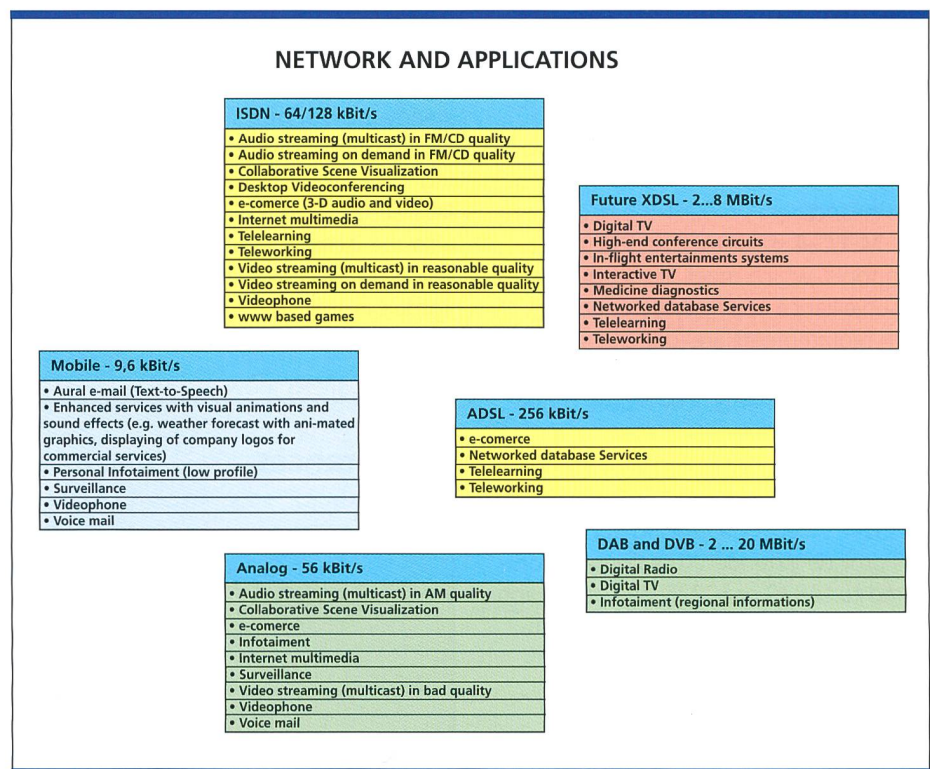 NETWORK AND APPLICATIONS
ISDN - 64/128 kBit/s
• Audio streaming (multicast) in FM/CD quality
• Audio streaming on demand in FM/CD quality
• Collaborative Scene Visualization
• Desktop Videoconferencing
• e-comerce (3-D audio and video)
• Internet multimedia
• Telelearning
• Teleworking
• Video streaming (multicast) in reasonable quality
• Video streaming on demand in reasonable quality
• Videophone
• www based games
Future XDSL - 2...8 MBit/s
• Digital TV
• High-end conference circuits
• In-flight entertainments systems
• Interactive TV
• Medicine diagnostics
• Networked database Services
• Telelearning
• Teleworking
Mobile - 9,6 kBit/s
• Aural e-mail (Text-to-Speech)
• Enhanced services with visual animations and
sound effects (e.g. weather forecast with ani-mated
graphics, displaying of company logos for
commercial services)
• Personal Infotaiment (low profile)
• Surveillance
• Videophone
• Voice mail
ADSL - 256 kBit/s
• e-comerce
• Networked database Services
• Telelearning
• Teleworking
DAB and DVB - 2 ... 20 MBit/s
• Digital Radio
• Digital TV
• Infotaiment (regional informations)
Analog - 56 kBit/s
• Audio streaming (multicast) in AM quality
• Collaborative Scene Visualization
• e-comerce
• Infotaiment
• Internet multimedia
• Surveillance
• Video streaming (multicast) in bad quality
• Videophone
• Voice mail